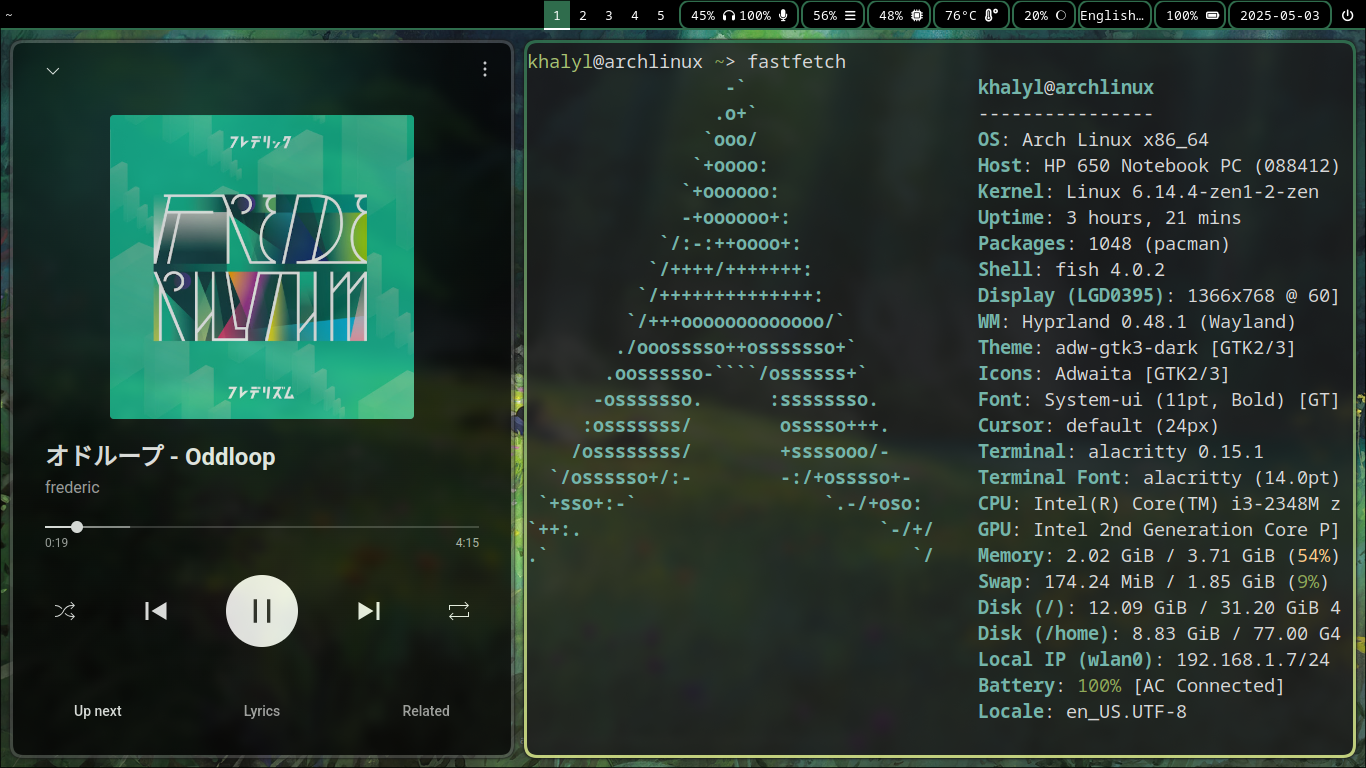 ~
1 2 3 4 5
45% 100% 56% 48% 76°C 20% English… 100% 2025-05-03
フレデリック
FREDE
RHYTHM
フレデリズム
オドループ - Oddloop
frederic
0:19 4:15
Up next Lyrics Related
khalyl@archlinux ~> fastfetch
-`
.o+`
`ooo/
`+oooo:
`+oooooo:
-+oooooo+:
`/:-:++oooo+:
`/++++/+++++++:
`/++++++++++++++:
`/+++ooooooooooooo/`
./ooosssso++osssssso+`
.oossssso-````/ossssss+`
-osssssso. :ssssssso.
:osssssss/ osssso+++.
/ossssssss/ +ssssooo/-
`/ossssso+/:- -:/+osssso+-
`+sso+:-` `.-/+oso:
`++:. `-/+/
.` `/
khalyl@archlinux
----------------
OS: Arch Linux x86_64
Host: HP 650 Notebook PC (088412)
Kernel: Linux 6.14.4-zen1-2-zen
Uptime: 3 hours, 21 mins
Packages: 1048 (pacman)
Shell: fish 4.0.2
Display (LGD0395): 1366x768 @ 60]
WM: Hyprland 0.48.1 (Wayland)
Theme: adw-gtk3-dark [GTK2/3]
Icons: Adwaita [GTK2/3]
Font: System-ui (11pt, Bold) [GT]
Cursor: default (24px)
Terminal: alacritty 0.15.1
Terminal Font: alacritty (14.0pt)
CPU: Intel(R) Core(TM) i3-2348M z
GPU: Intel 2nd Generation Core P]
Memory: 2.02 GiB / 3.71 GiB (54%)
Swap: 174.24 MiB / 1.85 GiB (9%)
Disk (/): 12.09 GiB / 31.20 GiB 4
Disk (/home): 8.83 GiB / 77.00 G4
Local IP (wlan0): 192.168.1.7/24
Battery: 100% [AC Connected]
Locale: en_US.UTF-8